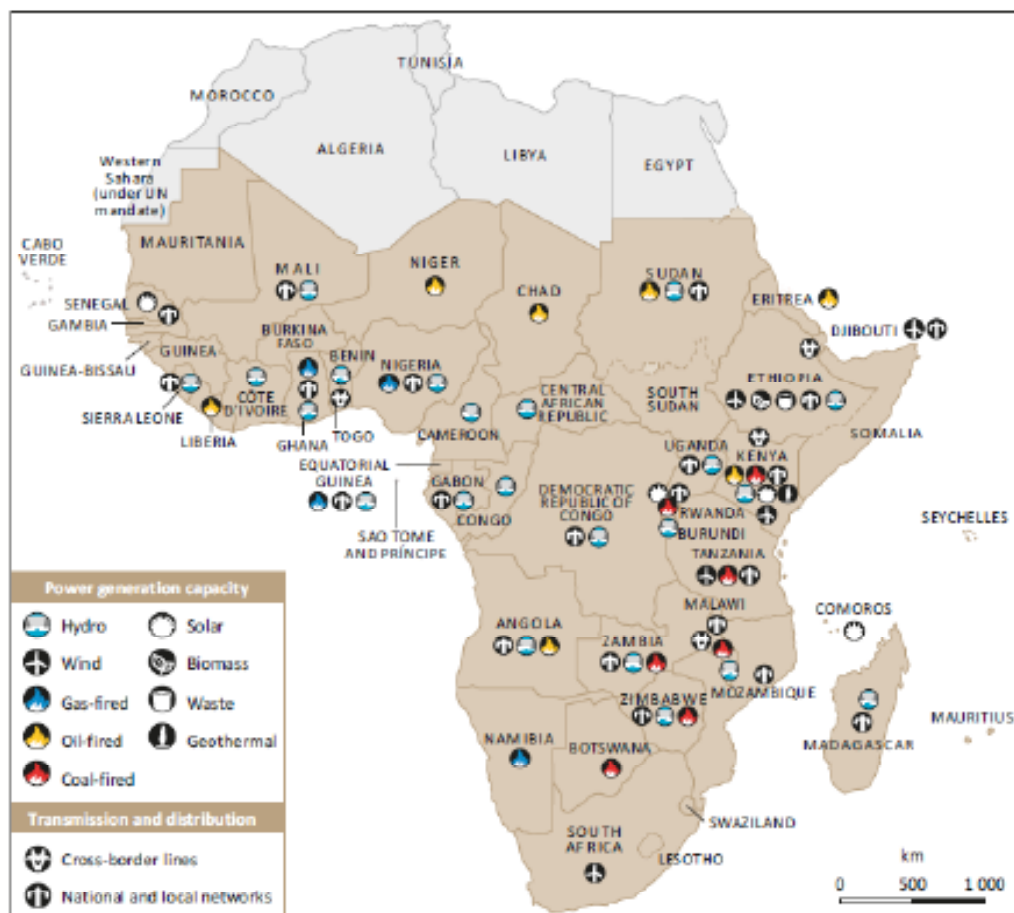 TUNISIA
MOROCCO
ALGERIA
LIBYA
EGYPT
Western
Sahara
(under UN
mandate)
CABO
VERDE
MAURITANIA
MALI
NIGER
CHAD
SUDAN
ERITREA
SENEGAL
GAMBIA
DJIBOUTI
GUINEA-BISSAU
GUINEA
BURKINA
FASO
BENIN
NIGERIA
CENTRAL
AFRICAN
REPUBLIC
SOUTH
SUDAN
ETHIOPIA
SOMALIA
SIERRA LEONE
LIBERIA
CÔTE
D'IVOIRE
GHANA
TOGO
CAMEROON
EQUATORIAL
GUINEA
GABON
CONGO
SAO TOME
AND PRÍNCIPE
DEMOCRATIC
REPUBLIC OF
CONGO
UGANDA
KENYA
RWANDA
BURUNDI
TANZANIA
SEYCHELLES
COMOROS
MALAWI
ANGOLA
ZAMBIA
MOZAMBIQUE
ZIMBABWE
MADAGASCAR
MAURITIUS
NAMIBIA
BOTSWANA
SWAZILAND
SOUTH
AFRICA
LESOTHO
Power generation capacity
Hydro
Solar
Wind
Biomass
Gas-fired
Waste
Oil-fired
Geothermal
Coal-fired
Transmission and distribution
Cross-border lines
National and local networks
km
0 500 1 000